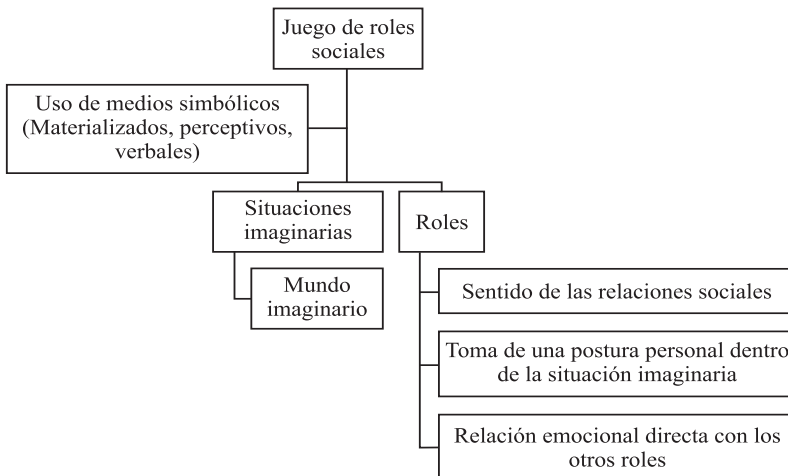 Juego de roles
sociales
Uso de medios simbólicos
(Materializados, perceptivos,
verbales)
Situaciones
imaginarias
Roles
Mundo
imaginario
Sentido de las relaciones sociales
Toma de una postura personal dentro
de la situación imaginaria
Relación emocional directa con los
otros roles